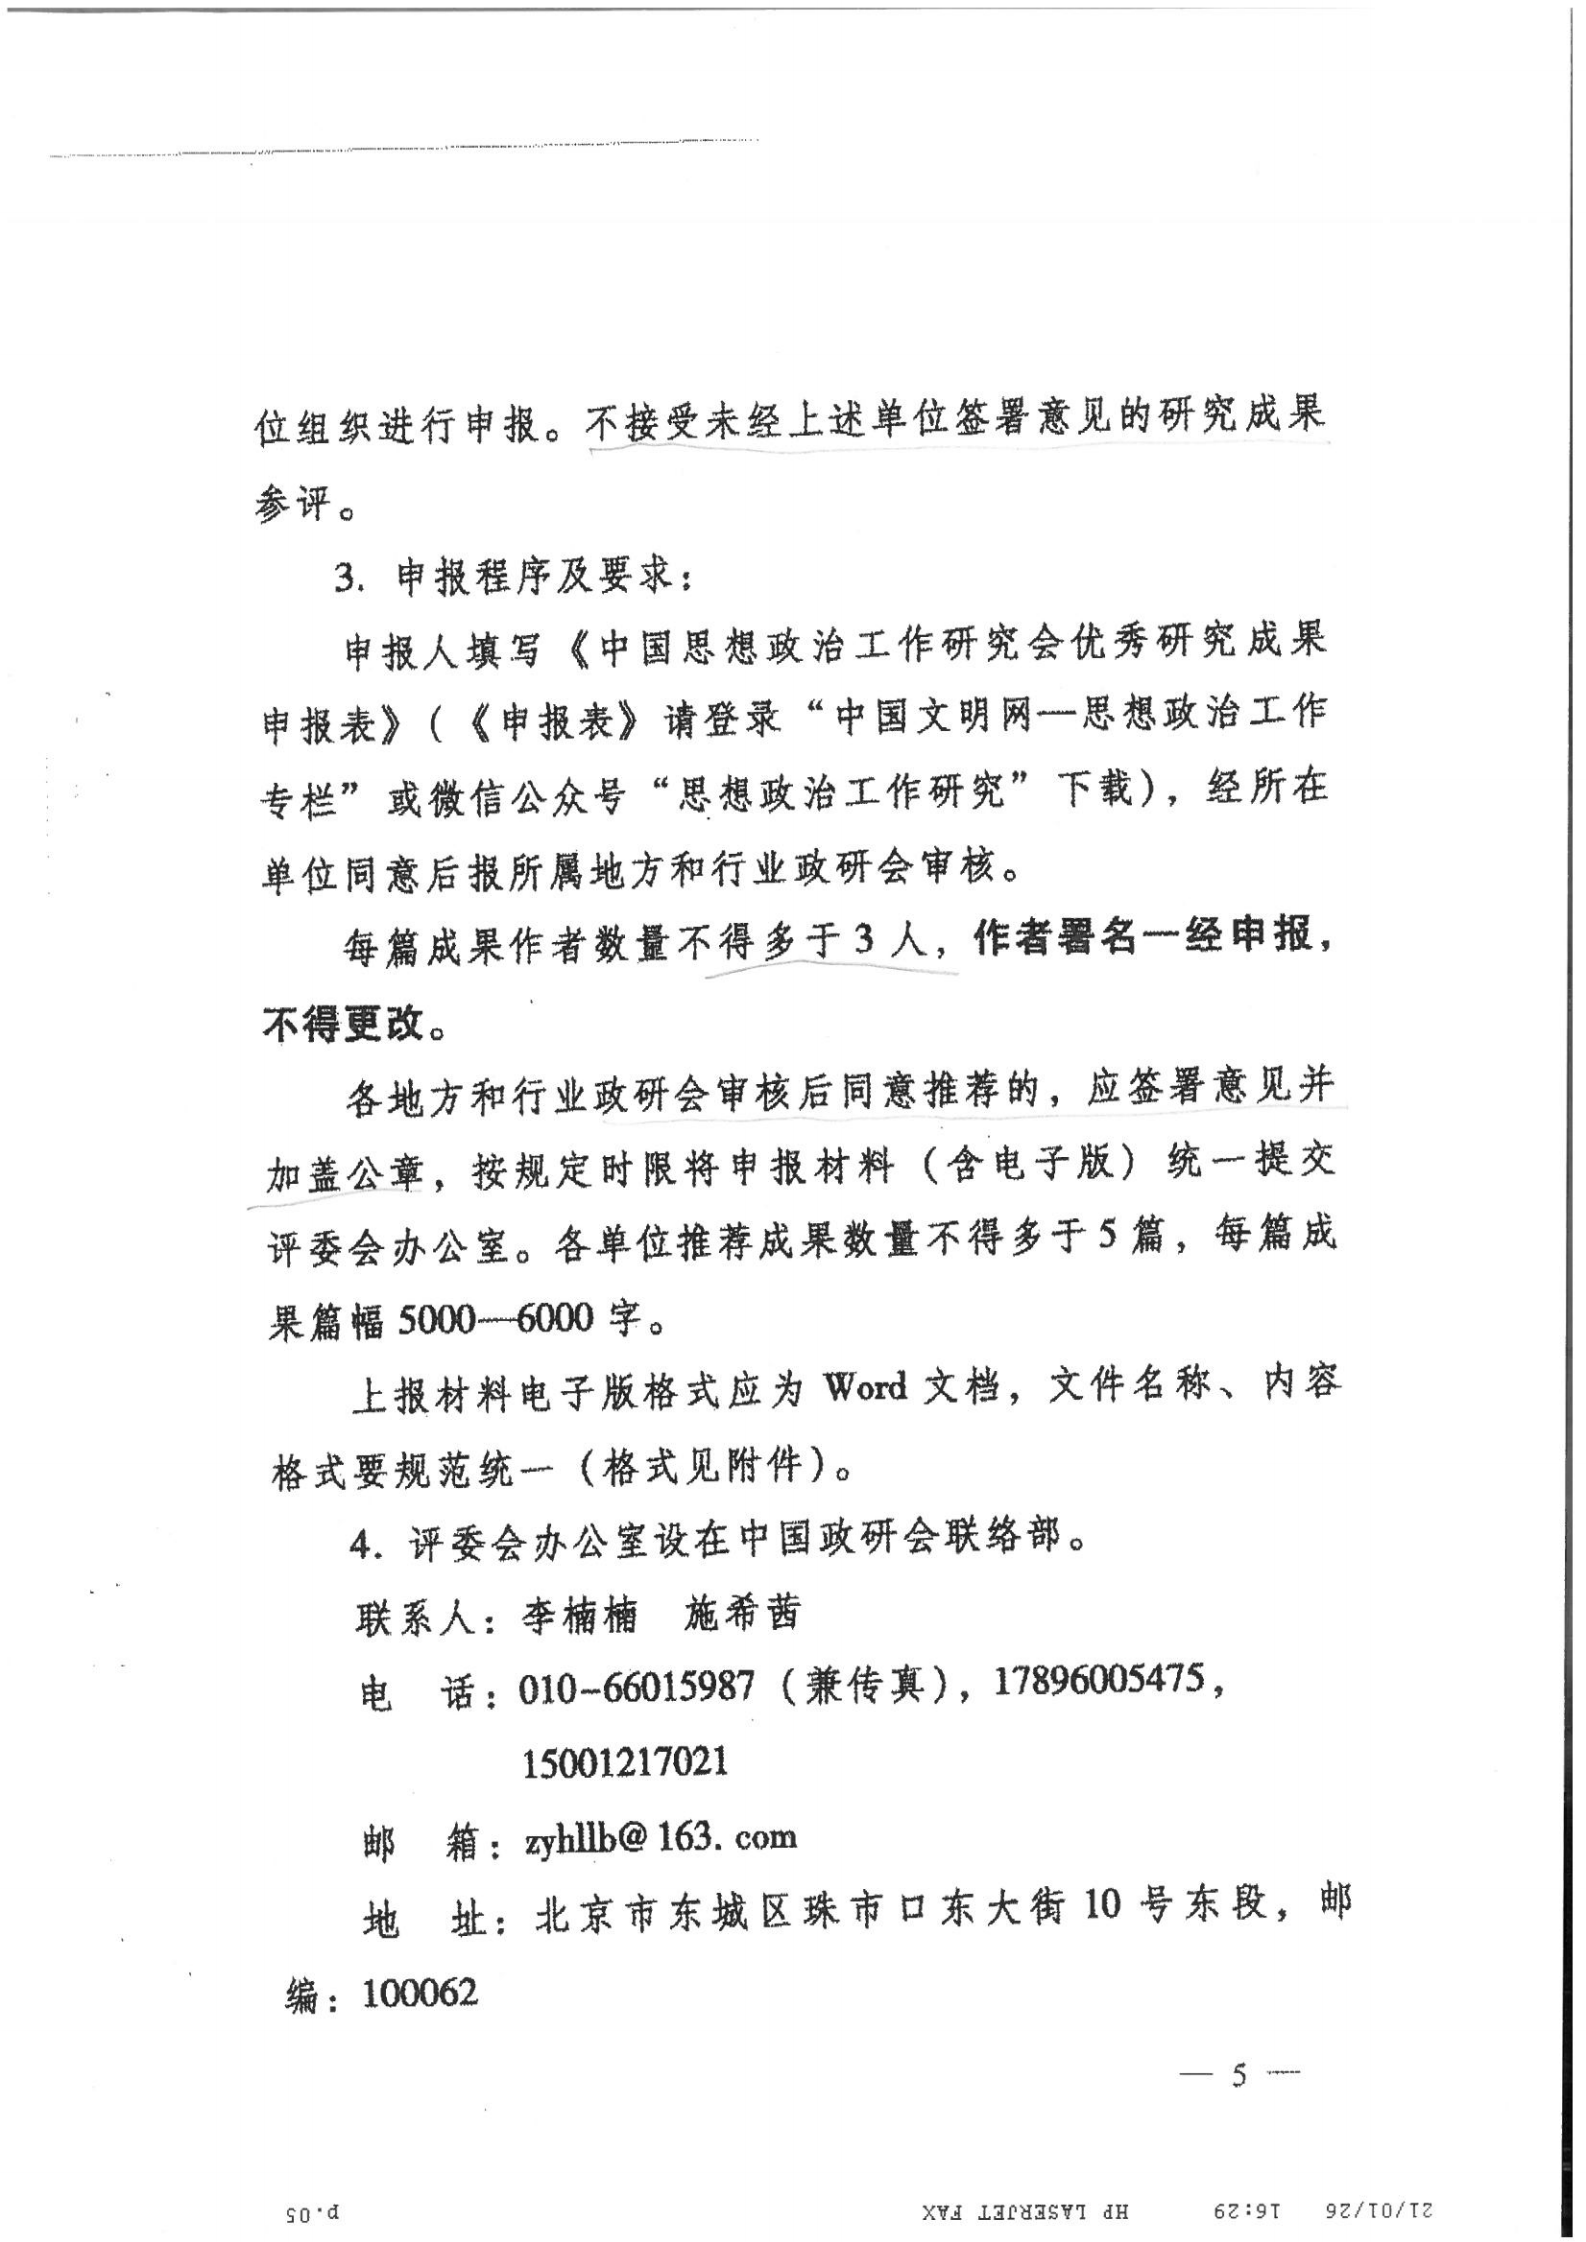 位组织进行申报。不接受未经上述单位签署意见的研究成果
参评。
3. 申报程序及要求：
申报人填写《中国思想政治工作研究会优秀研究成果
申报表》(《申报表》请登录“中国文明网—思想政治工作
专栏”或微信公众号“思想政治工作研究”下载)，经所在
单位同意后报所属地方和行业政研会审核。
每篇成果作者数量不得多于3人，作者署名一经申报，
不得更改。
各地方和行业政研会审核后同意推荐的，应签署意见并
加盖公章，按规定时限将申报材料（含电子版）统一提交
评委会办公室。各单位推荐成果数量不得多于5篇，每篇成
果篇幅5000—6000字。
上报材料电子版格式应为 Word 文档，文件名称、内容
格式要规范统一（格式见附件）。
4. 评委会办公室设在中国政研会联络部。
联系人：李楠楠 施希茜
电 话：010-66015987（兼传真），17896005475，
15001217021
邮 箱：zyhllb@163.com
地 址：北京市东城区珠市口东大街10号东段，邮
编：100062
— 5 —
21/01/26 16:29 HP LASERJET FAX p.05